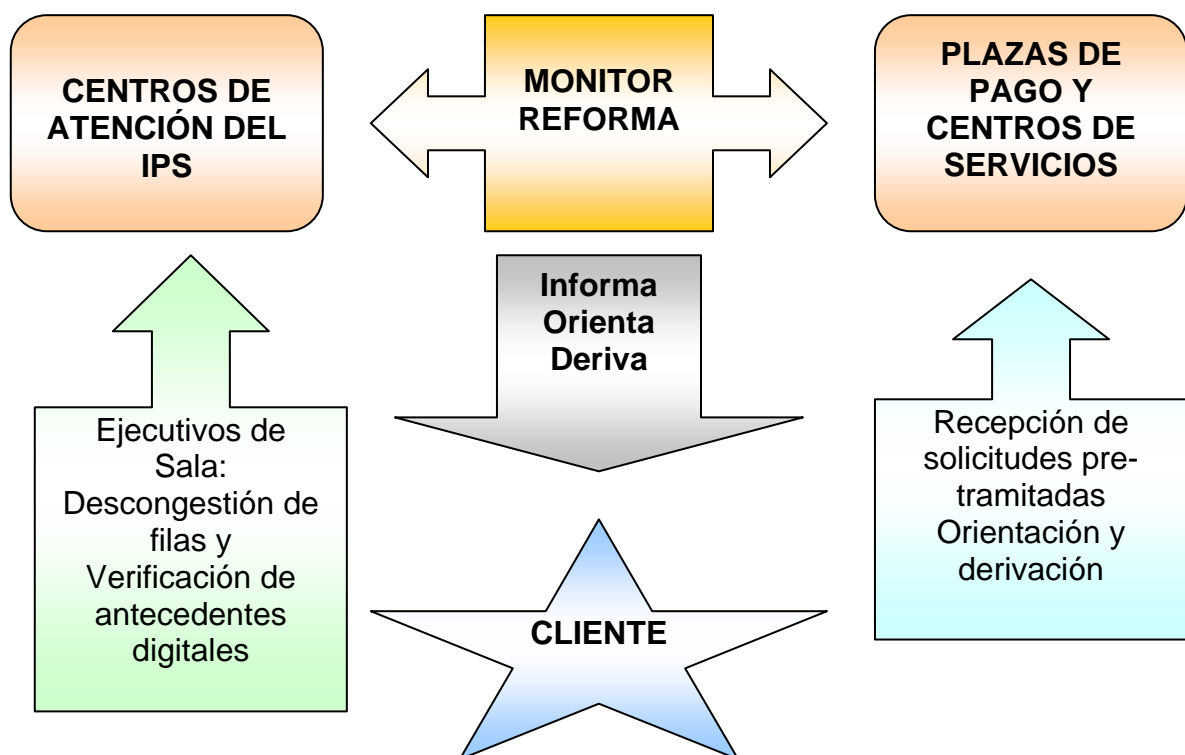 CENTROS DE
ATENCIÓN DEL
IPS
MONITOR
REFORMA
PLAZAS DE
PAGO Y
CENTROS DE
SERVICIOS
Informa
Orienta
Deriva
Ejecutivos de
Sala:
Descongestión de
filas y
Verificación de
antecedentes
digitales
Recepción de
solicitudes pre-
tramitadas
Orientación y
derivación
CLIENTE